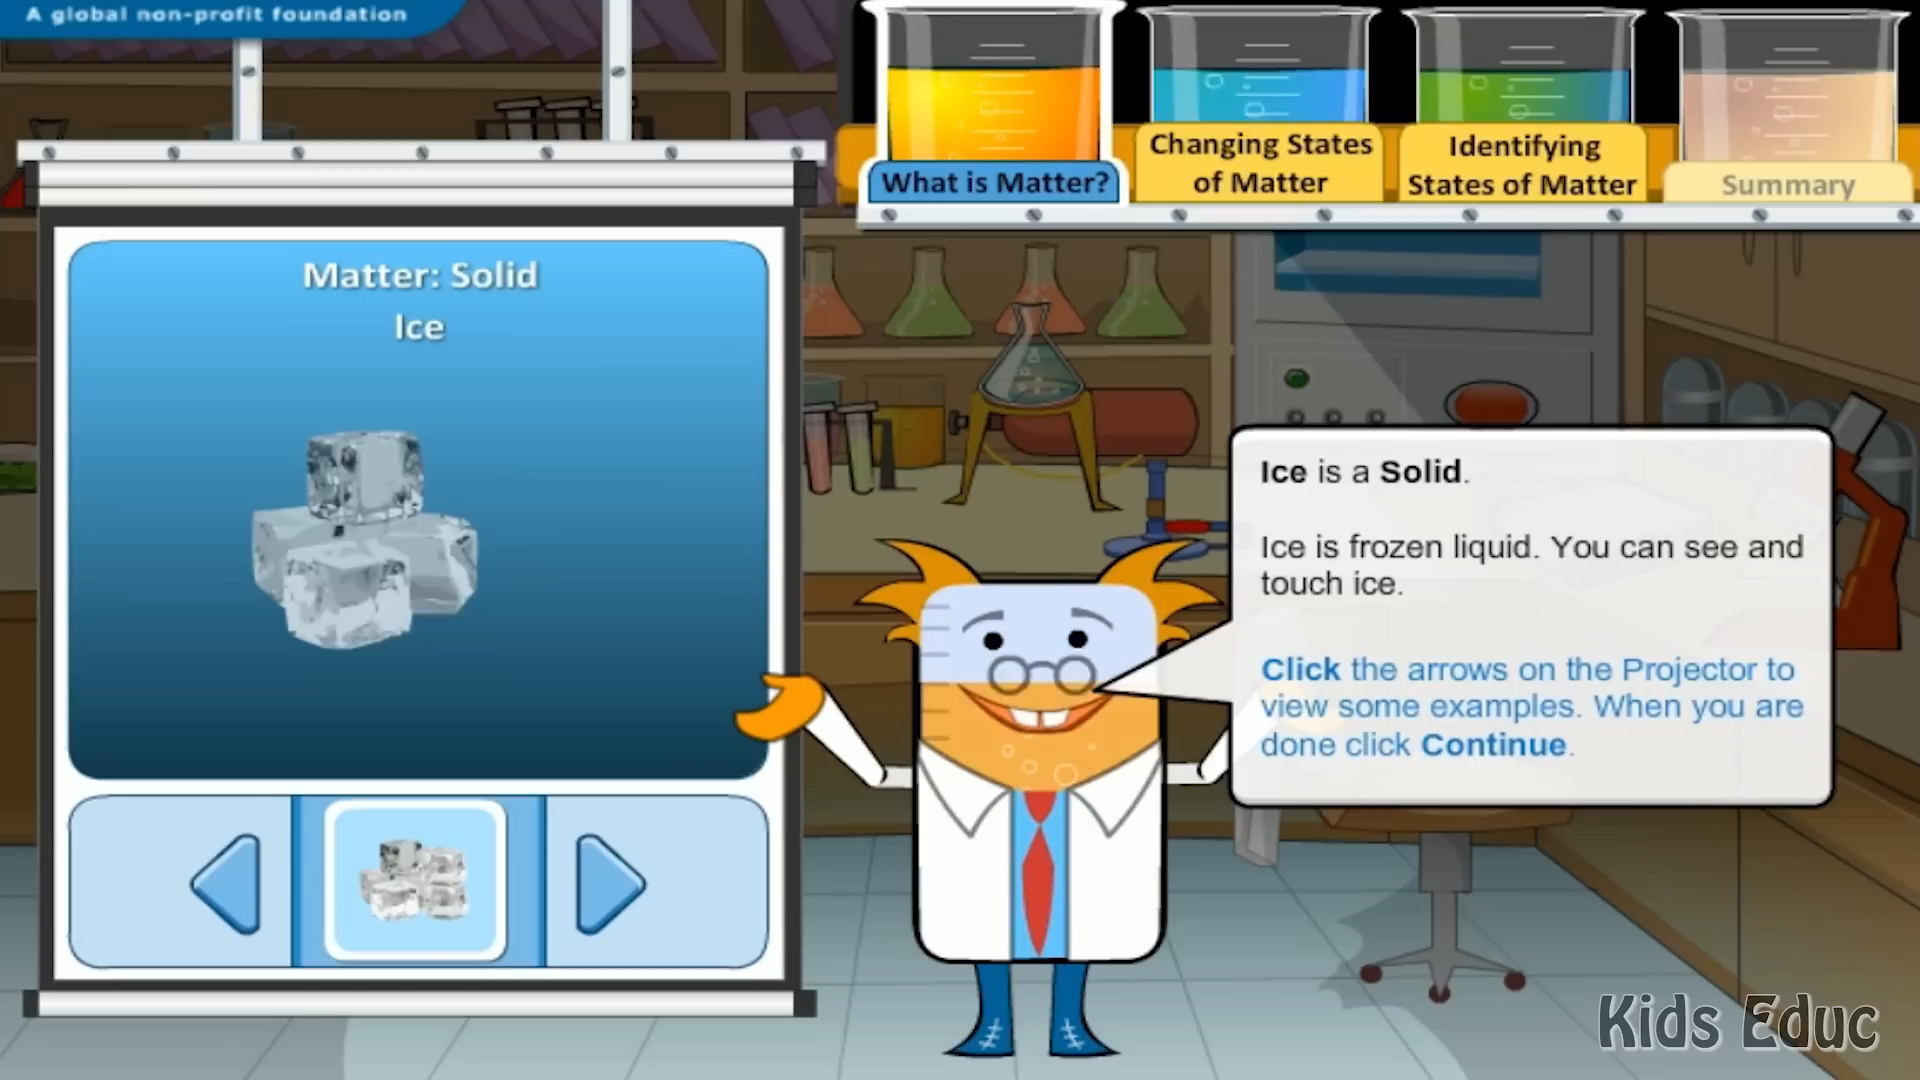 A global non-profit foundation
What is Matter?
Changing States
of Matter
Identifying
States of Matter
Summary
Matter: Solid
Ice
Ice is a Solid.
Ice is frozen liquid. You can see and
touch ice.
Click the arrows on the Projector to
view some examples. When you are
done click Continue.
Kids Educ